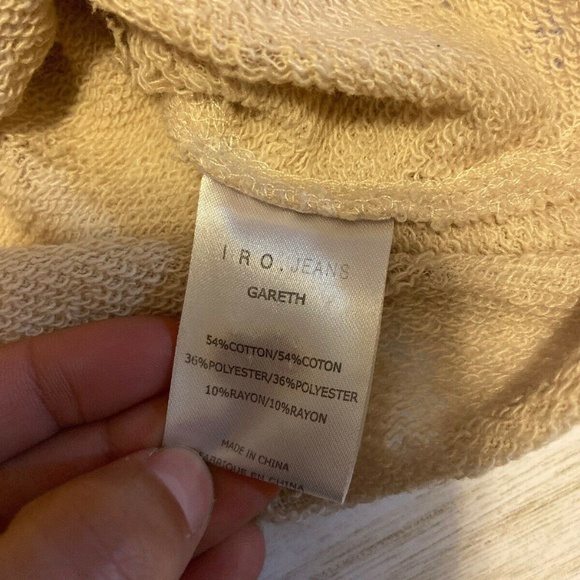 I R O . JEANS
GARETH
54%COTTON/54%COTON
36%POLYESTER/36%POLYESTER
10%RAYON/10%RAYON
MADE IN CHINA
EN CHINA